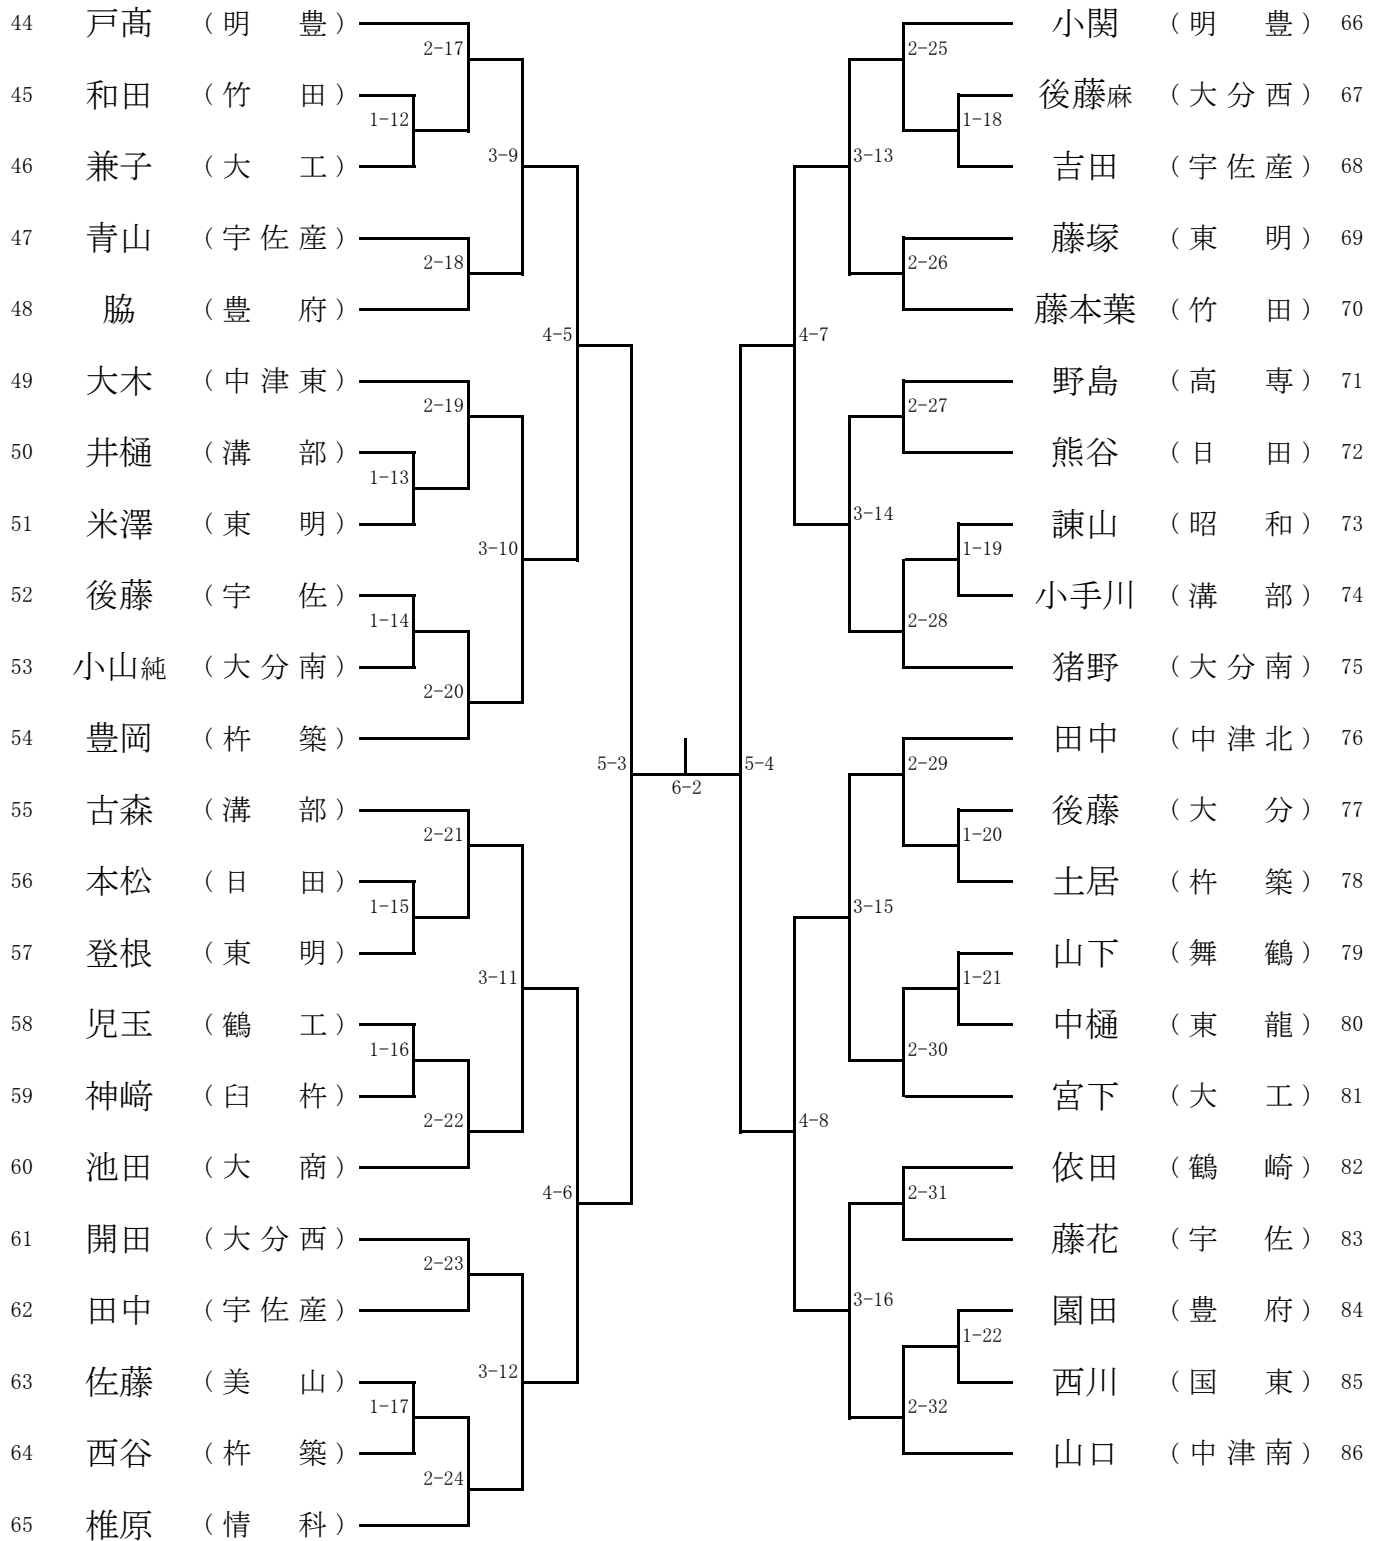 44 戸髙 (明 豊)
2-17
45 和田 (竹 田)
1-12
46 兼子 (大 工)
3-9
47 青山 (宇佐産)
2-18
48 脇 (豊 府)
4-5
49 大木 (中津東)
2-19
50 井樋 (溝 部)
1-13
51 米澤 (東 明)
3-10
52 後藤 (宇 佐)
1-14
53 小山純 (大分南)
2-20
54 豊岡 (杵 築)
5-3
55 古森 (溝 部)
2-21
56 本松 (日 田)
1-15
57 登根 (東 明)
3-11
58 児玉 (鶴 工)
1-16
59 神﨑 (臼 杵)
2-22
60 池田 (大 商)
4-6
61 開田 (大分西)
2-23
62 田中 (宇佐産)
3-12
63 佐藤 (美 山)
1-17
64 西谷 (杵 築)
2-24
65 椎原 (情 科)
6-2
小関 (明 豊) 66
2-25
後藤麻 (大分西) 67
1-18
吉田 (宇佐産) 68
3-13
藤塚 (東 明) 69
2-26
藤本葉 (竹 田) 70
4-7
野島 (高 専) 71
2-27
熊谷 (日 田) 72
3-14
諌山 (昭 和) 73
1-19
小手川 (溝 部) 74
2-28
猪野 (大分南) 75
田中 (中津北) 76
5-4
2-29
後藤 (大 分) 77
1-20
土居 (杵 築) 78
3-15
山下 (舞 鶴) 79
1-21
中樋 (東 龍) 80
2-30
宮下 (大 工) 81
4-8
依田 (鶴 崎) 82
2-31
藤花 (宇 佐) 83
3-16
園田 (豊 府) 84
1-22
西川 (国 東) 85
2-32
山口 (中津南) 86